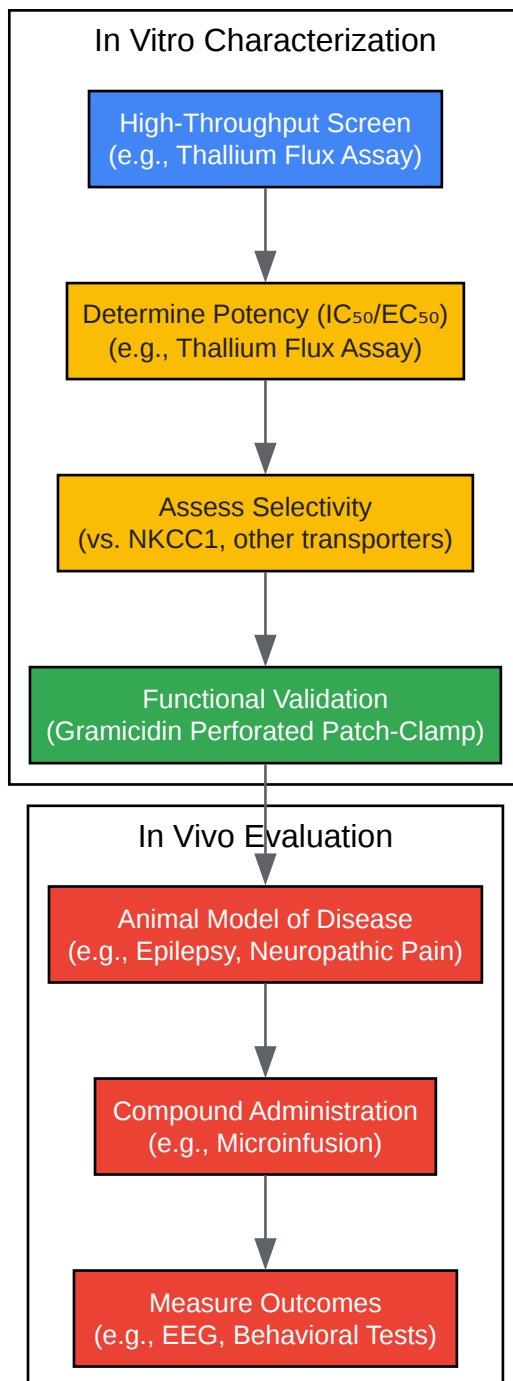 In Vitro Characterization
High-Throughput Screen
(e.g., Thallium Flux Assay)
Determine Potency (IC₅₀/EC₅₀)
(e.g., Thallium Flux Assay)
Assess Selectivity
(vs. NKCC1, other transporters)
Functional Validation
(Gramicidin Perforated Patch-Clamp)
In Vivo Evaluation
Animal Model of Disease
(e.g., Epilepsy, Neuropathic Pain)
Compound Administration
(e.g., Microinfusion)
Measure Outcomes
(e.g., EEG, Behavioral Tests)